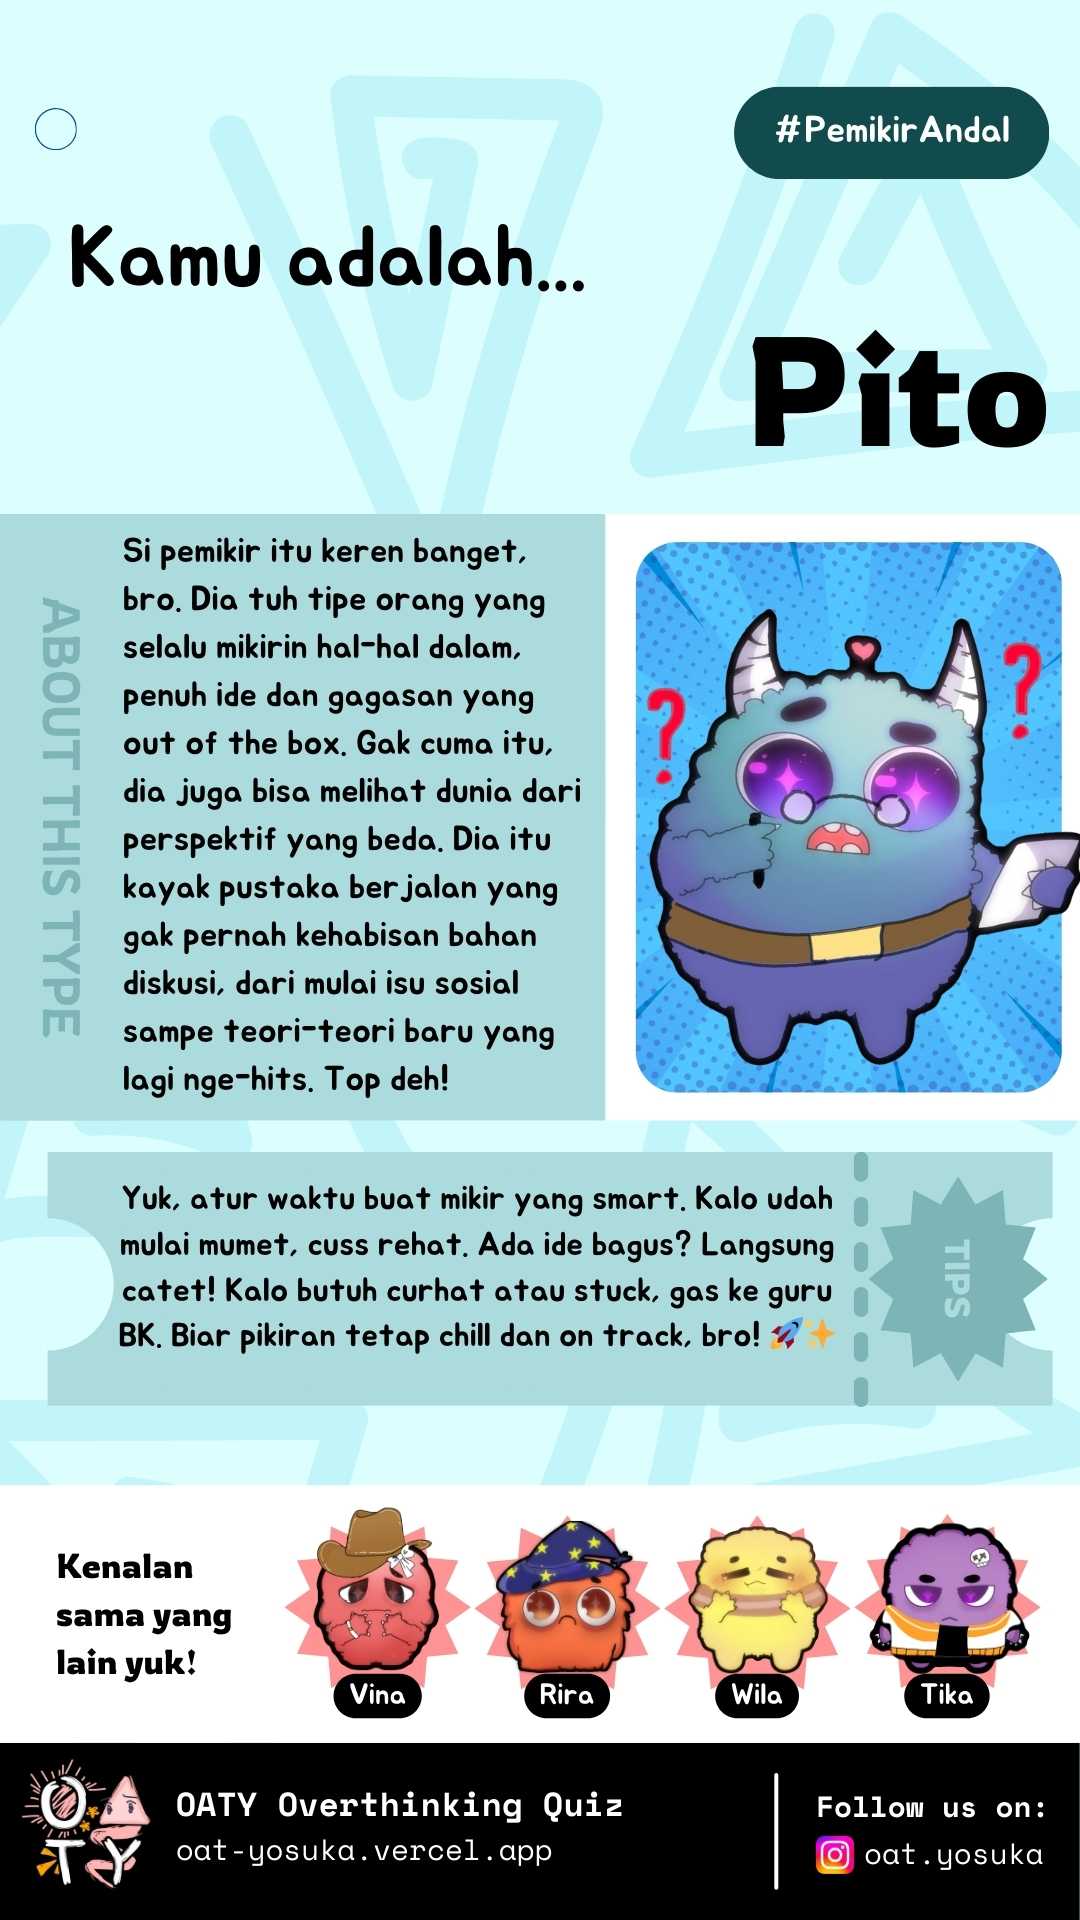 #PemikirAndal
Kamu adalah...
Pito
ABOUT THIS TYPE
Si pemikir itu keren banget,
bro. Dia tuh tipe orang yang
selalu mikirin hal-hal dalam,
penuh ide dan gagasan yang
out of the box. Gak cuma itu,
dia juga bisa melihat dunia dari
perspektif yang beda. Dia itu
kayak pustaka berjalan yang
gak pernah kehabisan bahan
diskusi, dari mulai isu sosial
sampe teori-teori baru yang
lagi nge-hits. Top deh!
? ?
Yuk, atur waktu buat mikir yang smart. Kalo udah
mulai mumet, cuss rehat. Ada ide bagus? Langsung
catet! Kalo butuh curhat atau stuck, gas ke guru
BK. Biar pikiran tetap chill dan on track, bro! 🚀✨
TIPS
Kenalan
sama yang
lain yuk!
Vina
Rira
Wila
Tika
OATY
OATY Overthinking Quiz
oat-yosuka.vercel.app
Follow us on:
oat.yosuka